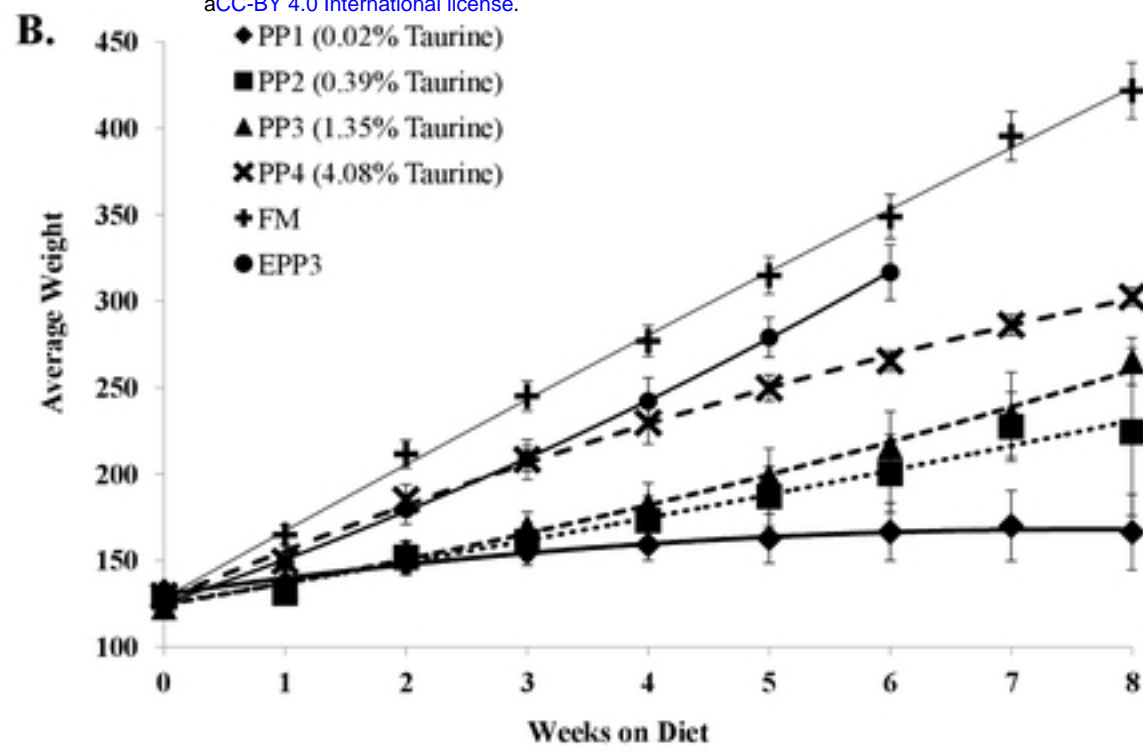 aCC-BY 4.0 International license.
B.
450
PP1 (0.02% Taurine)
PP2 (0.39% Taurine)
400
PP3 (1.35% Taurine)
PP4 (4.08% Taurine)
350
FM
EPP3
300
Average Weight
250
200
150
100
0 1 2 3 4 5 6 7 8
Weeks on Diet